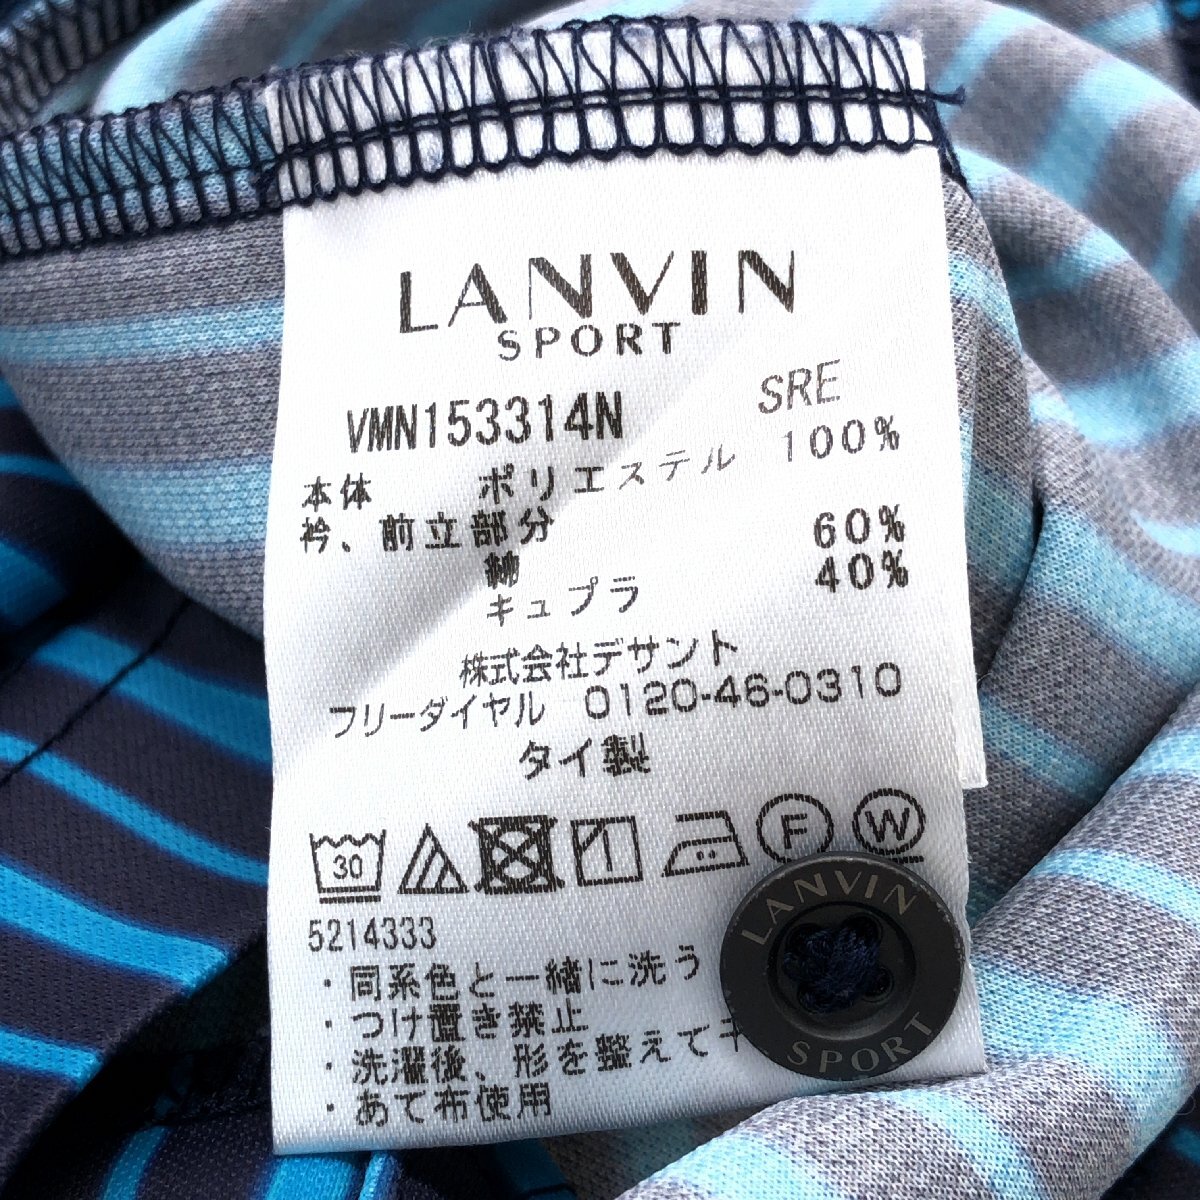 LANVIN
SPORT
VMN153314N SRE
本体 ポリエステル 100%
衿、前立部分
綿 60%
キュプラ 40%
株式会社デサント
フリーダイヤル 0120-46-0310
タイ製
30 F W
5214333
・同系色と一緒に洗う
・つけ置き禁止
・洗濯後、形を整えて干
・あて布使用
LANVIN
SPORT